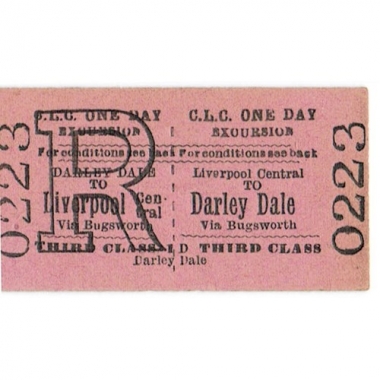 0223
R
C.L.C. ONE DAY
EXCURSION
For conditions see back
DARLEY DALE
TO
Liverpool Central
Via Bugsworth
THIRD CLASS
C.L.C. ONE DAY
EXCURSION
For conditions see back
Liverpool Central
TO
Darley Dale
Via Bugsworth
THIRD CLASS
Darley Dale
0223